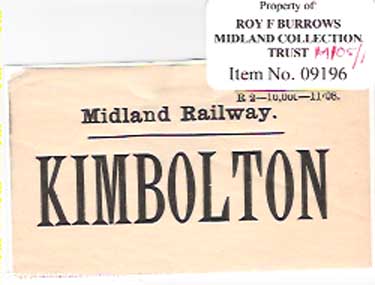 Property of
ROY F BURROWS
MIDLAND COLLECTION
TRUST M105/1
Item No. 09196
R 2—10,000—11/08.
Midland Railway.
KIMBOLTON